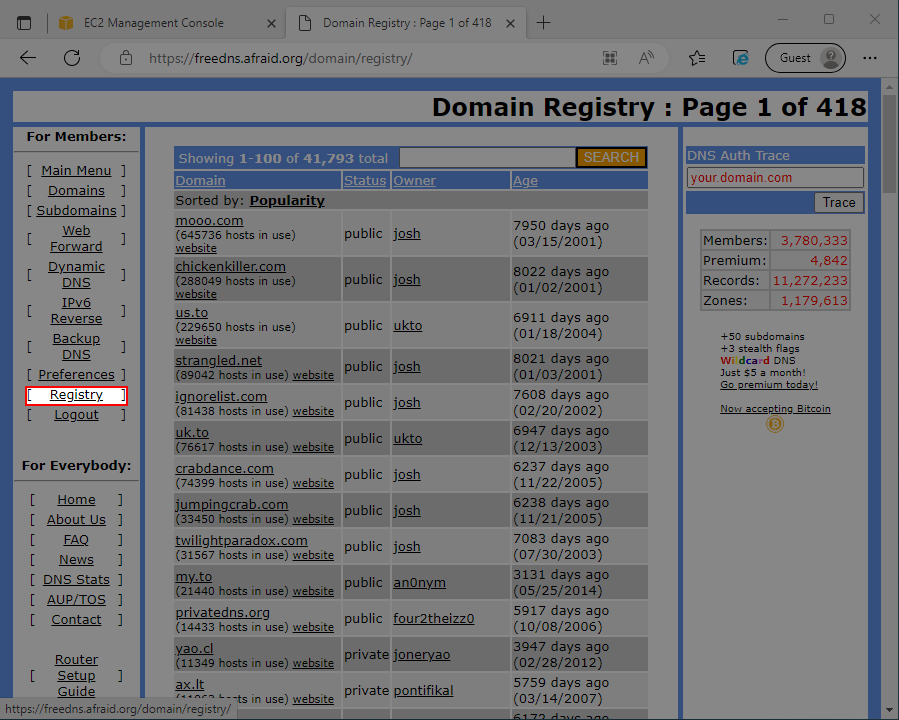 EC2 Management Console
Domain Registry : Page 1 of 418
https://freedns.afraid.org/domain/registry/
Guest
Domain Registry : Page 1 of 418
For Members:
[ Main Menu ]
[ Domains ]
[ Subdomains ]
[ Web Forward ]
[ Dynamic DNS ]
[ IPv6 Reverse ]
[ Backup DNS ]
[ Preferences ]
[ Registry ]
[ Logout ]
For Everybody:
[ Home ]
[ About Us ]
[ FAQ ]
[ News ]
[ DNS Stats ]
[ AUP/TOS ]
[ Contact ]
[ Router Setup Guide ]
Showing 1-100 of 41,793 total SEARCH
Domain Status Owner Age
Sorted by: Popularity
mooo.com
(645736 hosts in use)
website
public josh 7950 days ago
(03/15/2001)
chickenkiller.com
(288049 hosts in use)
website
public josh 8022 days ago
(01/02/2001)
us.to
(229650 hosts in use)
website
public ukto 6911 days ago
(01/18/2004)
strangled.net
(89042 hosts in use) website
public josh 8021 days ago
(01/03/2001)
ignorelist.com
(81438 hosts in use) website
public josh 7608 days ago
(02/20/2002)
uk.to
(76617 hosts in use) website
public ukto 6947 days ago
(12/13/2003)
crabdance.com
(74399 hosts in use) website
public josh 6237 days ago
(11/22/2005)
jumpingcrab.com
(33450 hosts in use) website
public josh 6238 days ago
(11/21/2005)
twilightparadox.com
(31567 hosts in use) website
public josh 7083 days ago
(07/30/2003)
my.to
(21440 hosts in use) website
public an0nym 3131 days ago
(05/25/2014)
privatedns.org
(14433 hosts in use) website
public four2theizz0 5917 days ago
(10/08/2006)
yao.cl
(11349 hosts in use) website
private joneryao 3947 days ago
(02/28/2012)
ax.lt
hosts in use) website
private pontifikal 5759 days ago
(03/14/2007)
6172 days ago
DNS Auth Trace
your.domain.com
Trace
Members: 3,780,333
Premium: 4,842
Records: 11,272,233
Zones: 1,179,613
+50 subdomains
+3 stealth flags
Wildcard DNS
Just $5 a month!
Go premium today!
Now accepting Bitcoin
https://freedns.afraid.org/domain/registry/